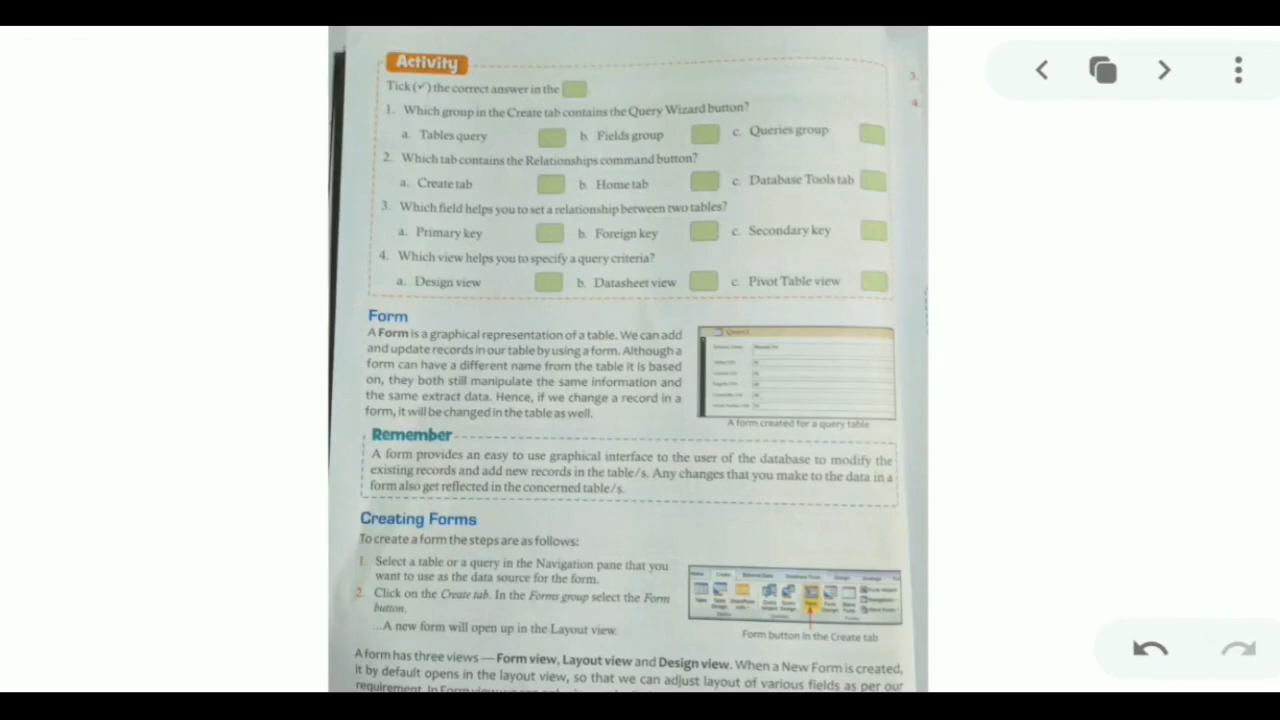 Activity
Tick (✓) the correct answer in the
3.
4
1. Which group in the Create tab contains the Query Wizard button?
a. Tables query b. Fields group c. Queries group
2. Which tab contains the Relationships command button?
a. Create tab b. Home tab c. Database Tools tab
3. Which field helps you to set a relationship between two tables?
a. Primary key b. Foreign key c. Secondary key
4. Which view helps you to specify a query criteria?
a. Design view b. Datasheet view c. Pivot Table view
Form
A Form is a graphical representation of a table. We can add
and update records in our table by using a form. Although a
form can have a different name from the table it is based
on, they both still manipulate the same information and
the same extract data. Hence, if we change a record in a
form, it will be changed in the table as well.
A form created for a query table
Remember
A form provides an easy to use graphical interface to the user of the database to modify the
existing records and add new records in the table/s. Any changes that you make to the data in a
form also get reflected in the concerned table/s.
Creating Forms
To create a form the steps are as follows:
1. Select a table or a query in the Navigation pane that you
want to use as the data source for the form.
2. Click on the Create tab. In the Forms group select the Form
button.
...A new form will open up in the Layout view.
Create External Data Database Tools Design Arrange
Form button in the Create tab
A form has three views — Form view, Layout view and Design view. When a New Form is created,
it by default opens in the layout view, so that we can adjust layout of various fields as per our
requirement. In Form view